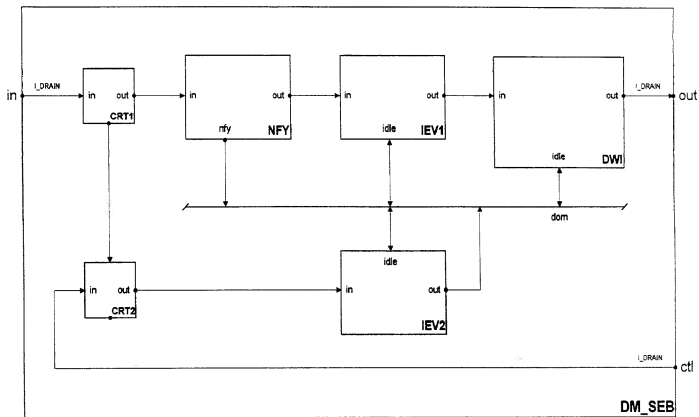 I_DRAIN
I_DRAIN
in
in
out
in
out
in
out
in
out
out
CRT1
nfy
NFY
idle
IEV1
idle
DWI
dom
idle
in
out
in
out
CRT2
IEV2
I_DRAIN
ctl
DM_SEB